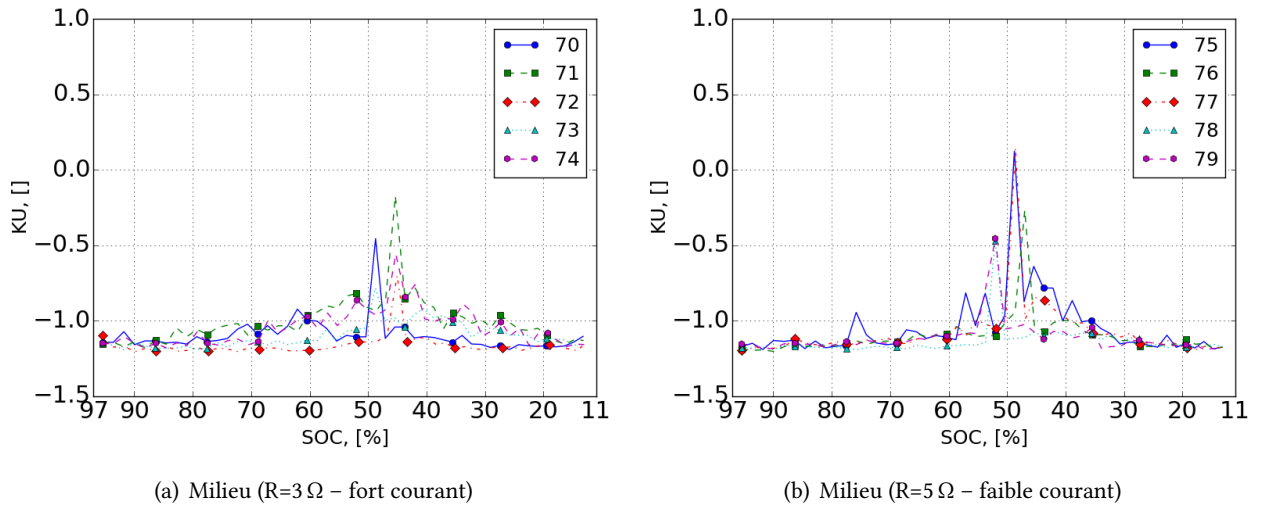 1.0
0.5
0.0
−0.5
−1.0
−1.5
KU, []
97 90 80 70 60 50 40 30 20 11
SOC, [%]
70
71
72
73
74
(a) Milieu (R=3 Ω – fort courant)
1.0
0.5
0.0
−0.5
−1.0
−1.5
KU, []
97 90 80 70 60 50 40 30 20 11
SOC, [%]
75
76
77
78
79
(b) Milieu (R=5 Ω – faible courant)